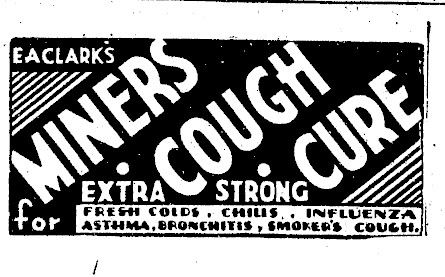 E.A.CLARK'S
MINERS
COUGH
CURE
EXTRA STRONG
for FRESH COLDS, CHILLS, INFLUENZA
ASTHMA, BRONCHITIS, SMOKER'S COUGH.